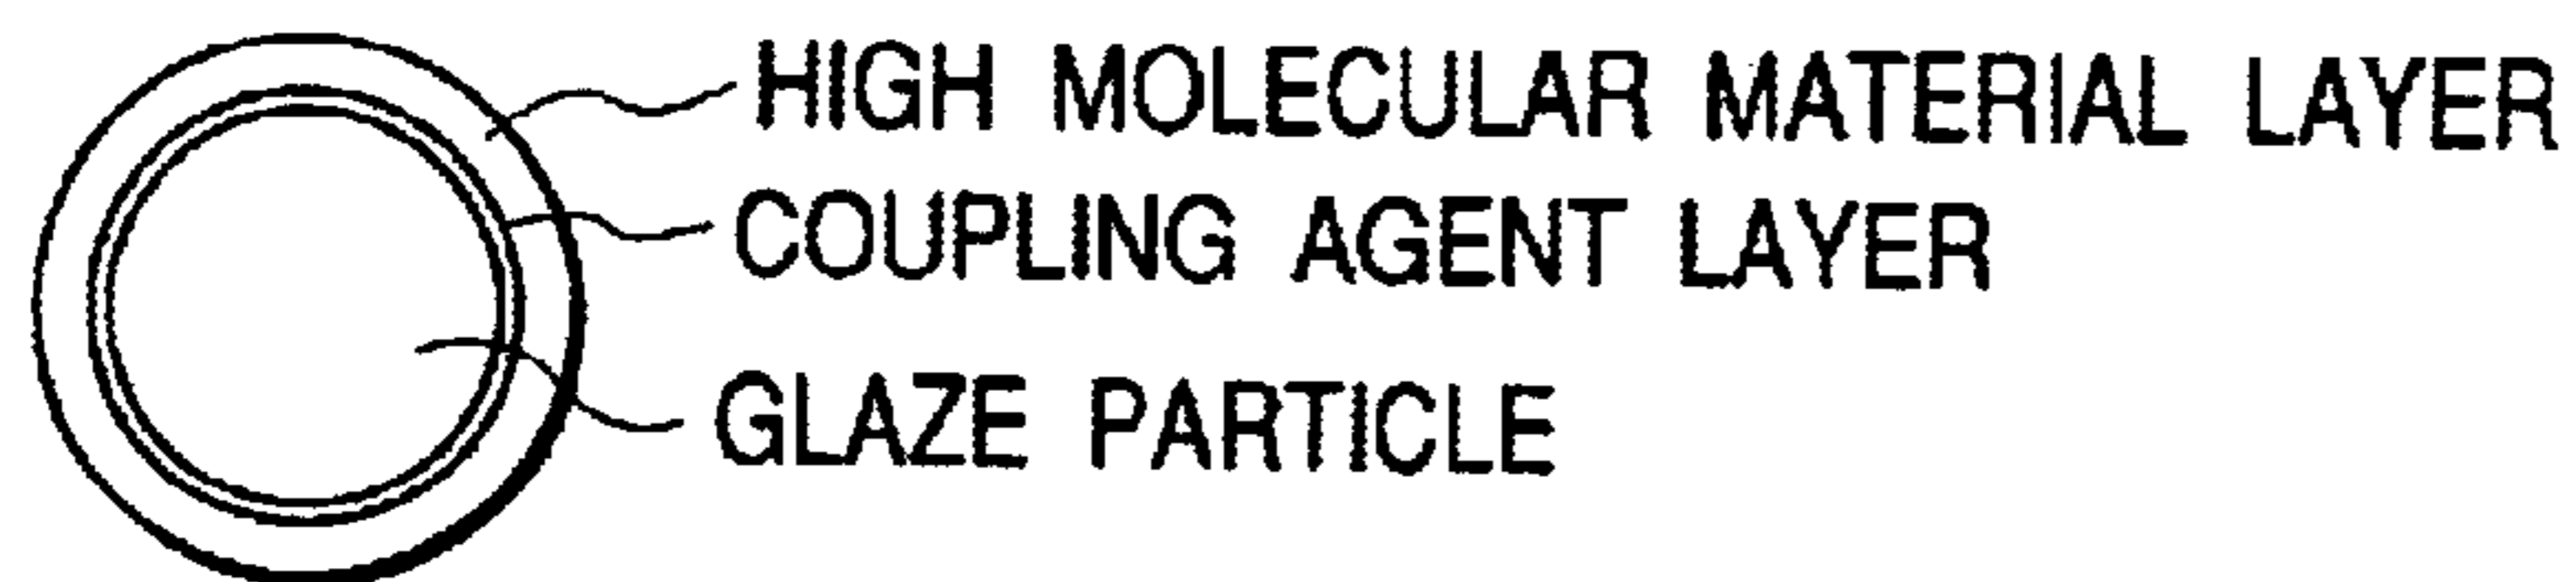 HIGH MOLECULAR MATERIAL LAYER
COUPLING AGENT LAYER
GLAZE PARTICLE